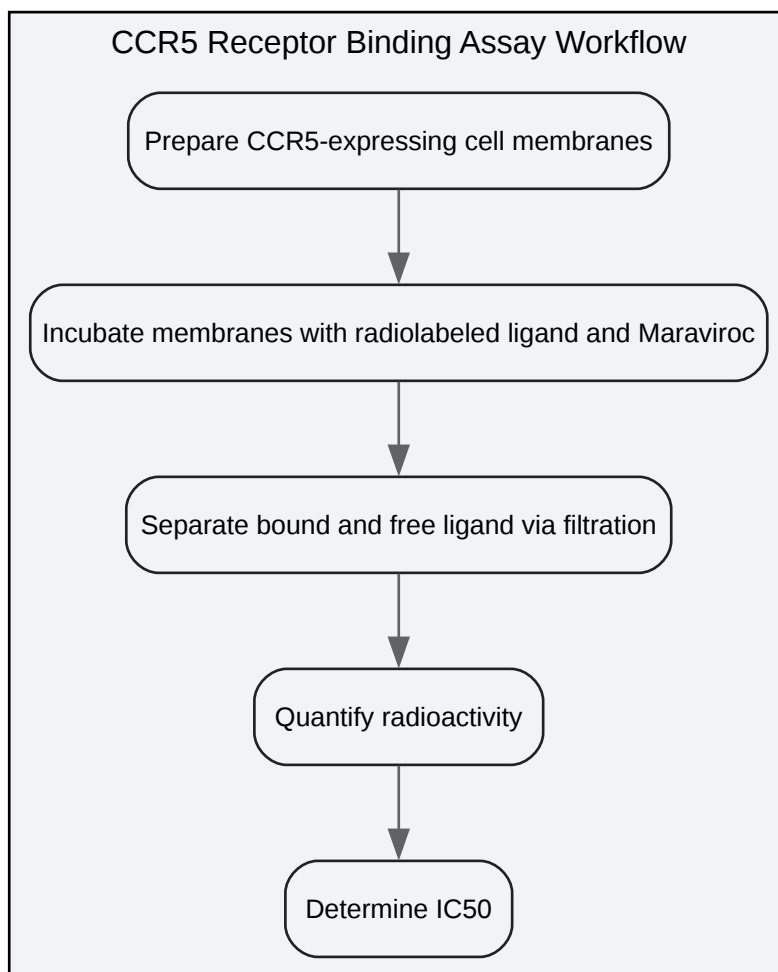 CCR5 Receptor Binding Assay Workflow
Prepare CCR5-expressing cell membranes
Incubate membranes with radiolabeled ligand and Maraviroc
Separate bound and free ligand via filtration
Quantify radioactivity
Determine IC50